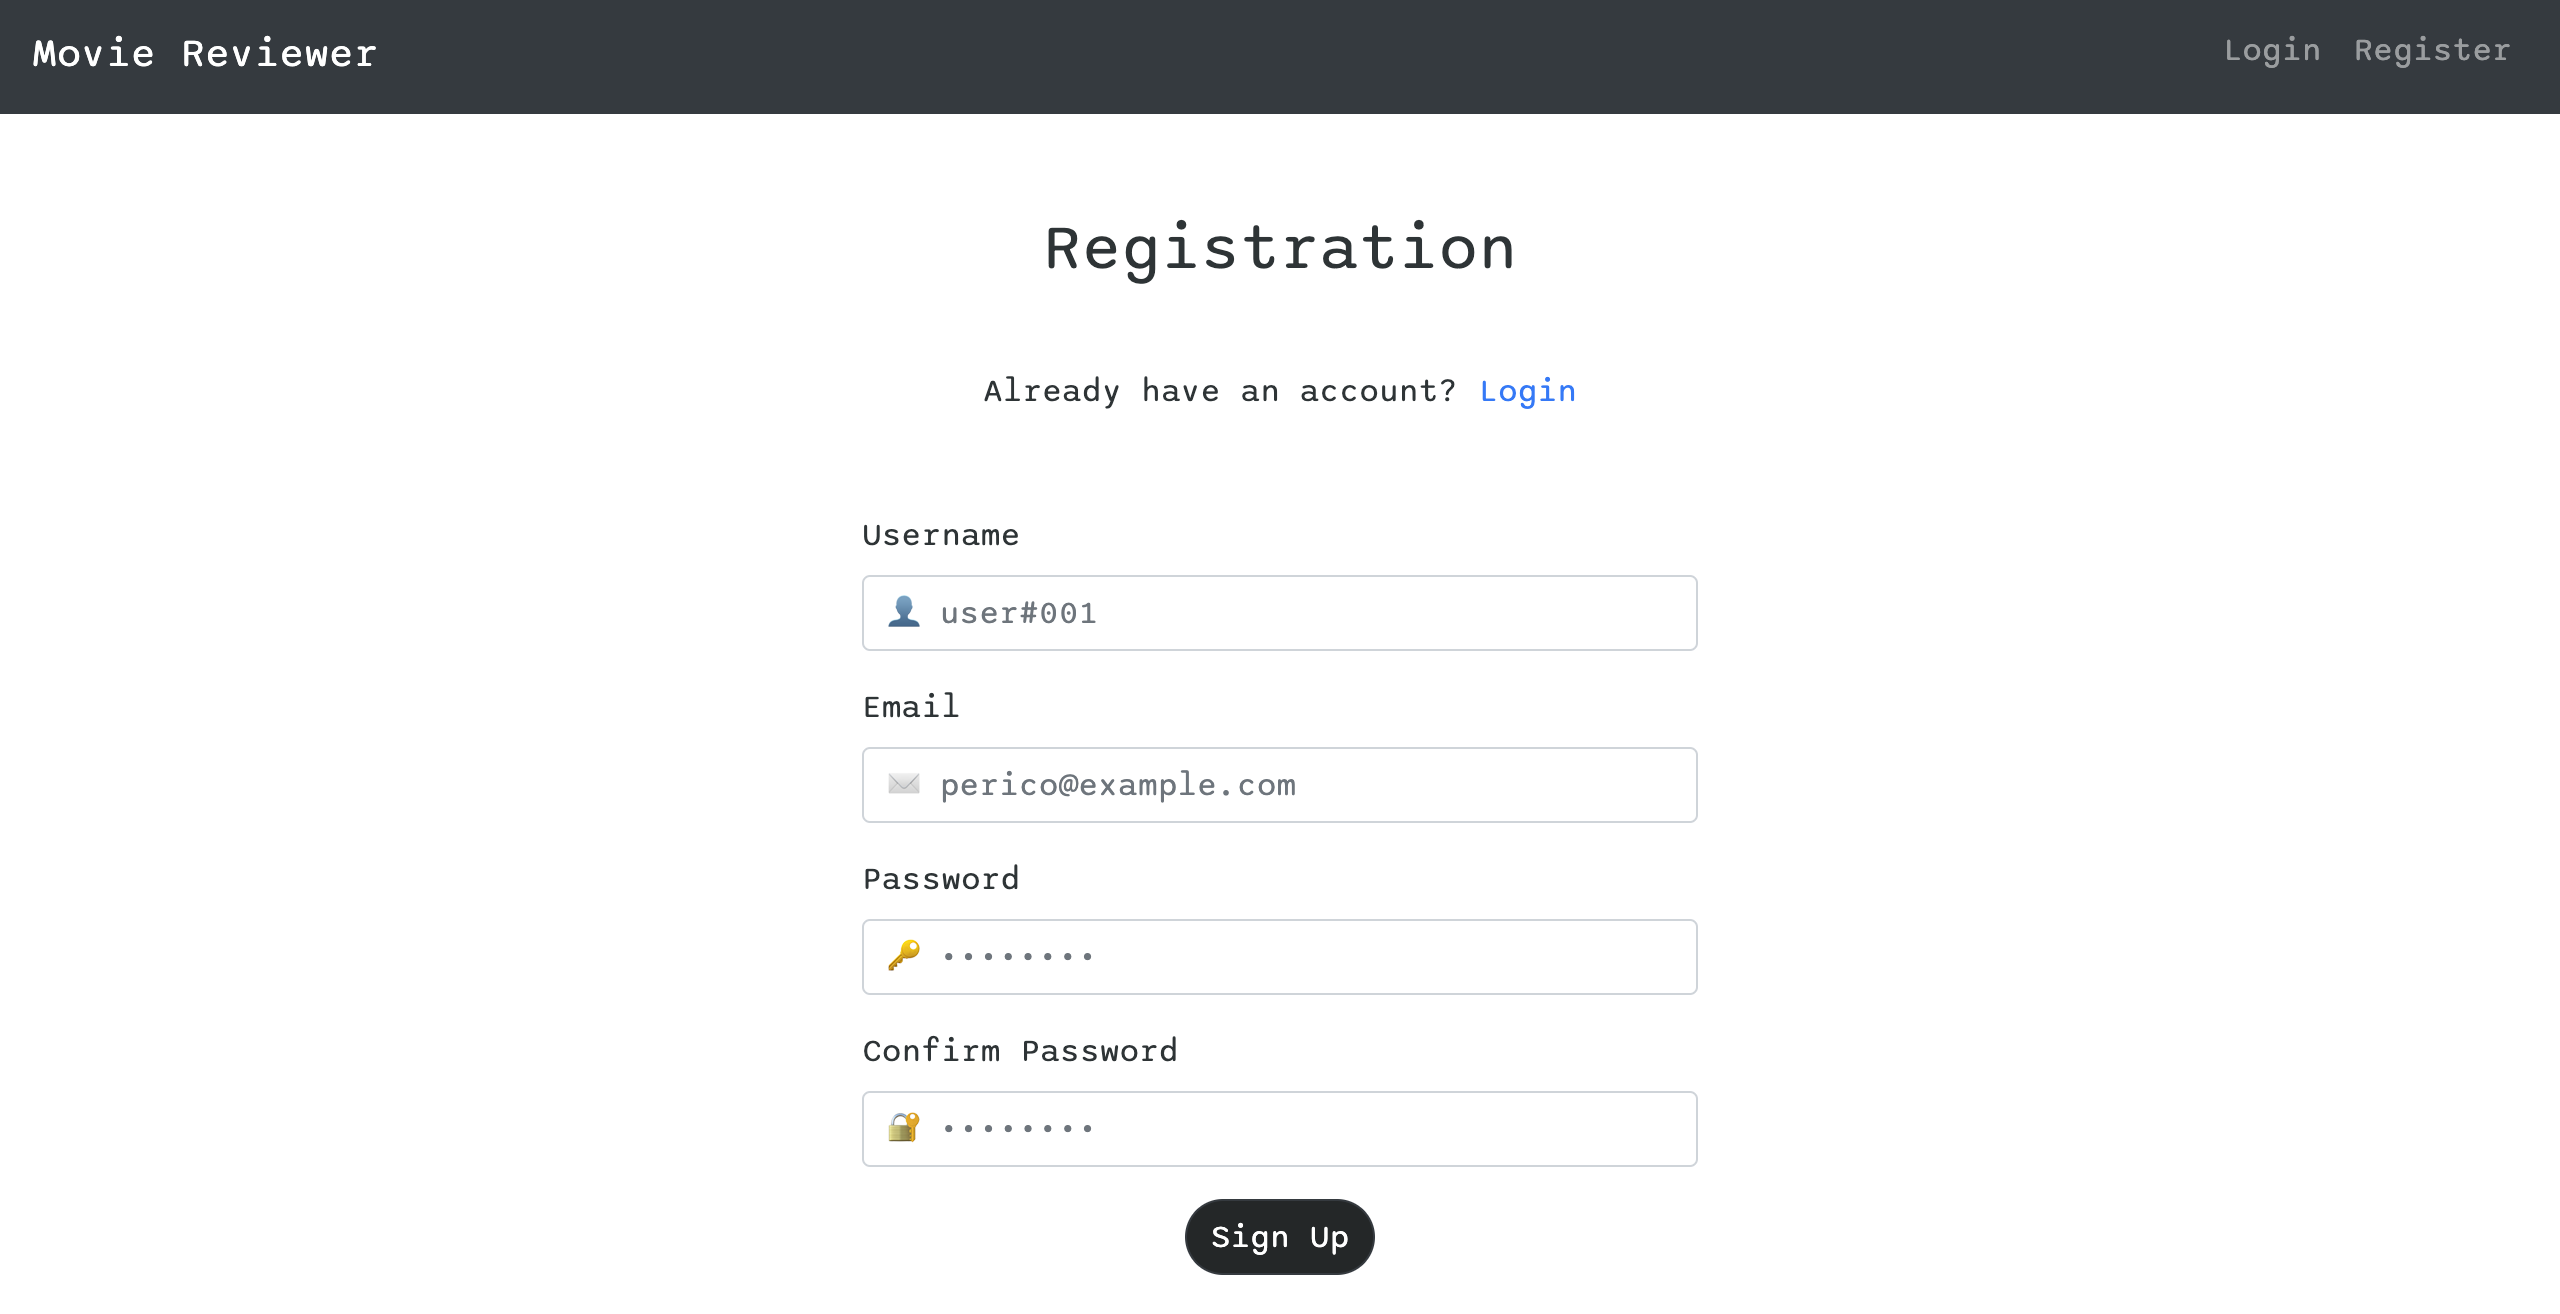 Movie Reviewer
Login Register
Registration
Already have an account? Login
Username
👤 user#001
Email
✉️ perico@example.com
Password
🔑 ••••••••
Confirm Password
🔐 ••••••••
Sign Up